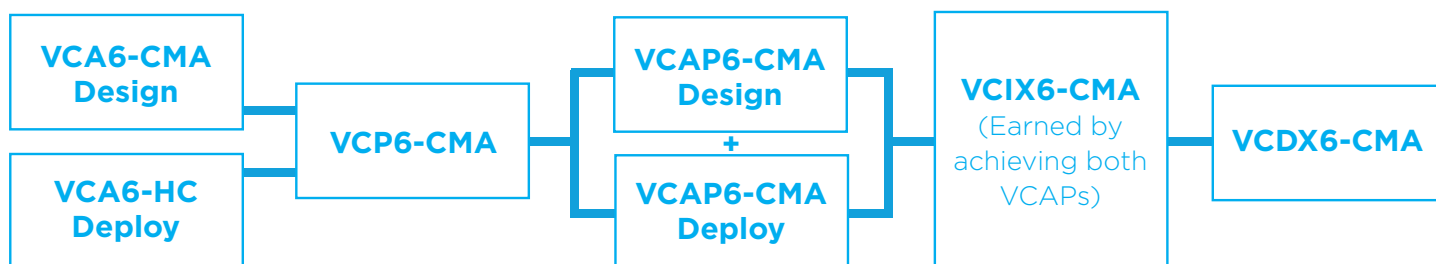 VCA6-CMA
Design
VCA6-HC
Deploy
VCP6-CMA
VCAP6-CMA
Design
+
VCAP6-CMA
Deploy
VCIX6-CMA
(Earned by
achieving both
VCAPs)
VCDX6-CMA